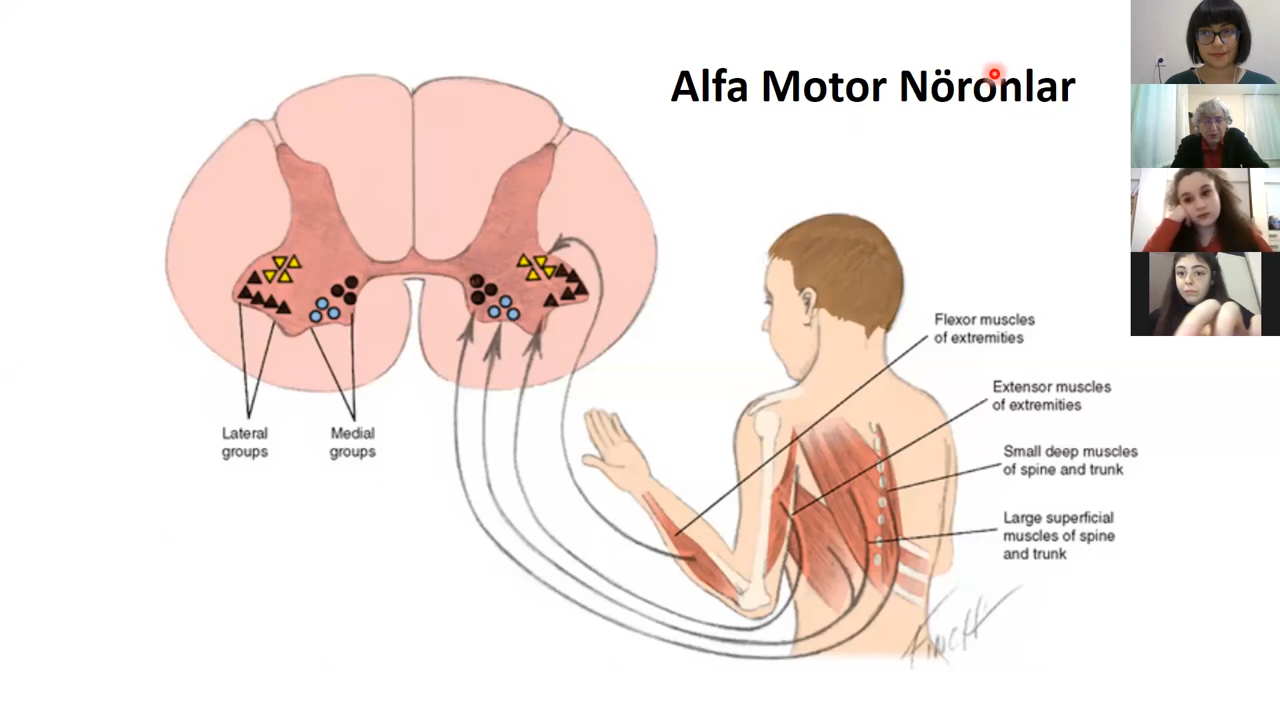 Alfa Motor Nöronlar
Flexor muscles
of extremities
Extensor muscles
of extremities
Lateral
groups
Medial
groups
Small deep muscles
of spine and trunk
Large superficial
muscles of spine
and trunk